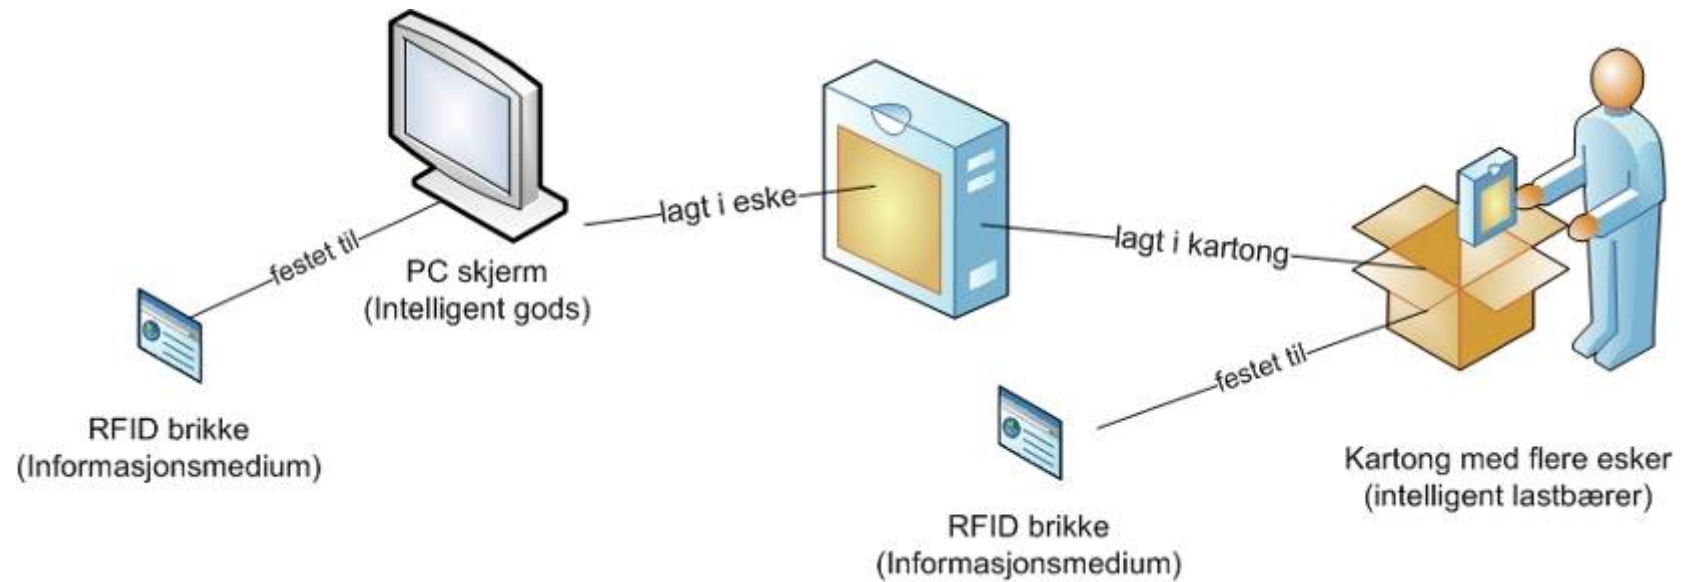 festet til
PC skjerm
(Intelligent gods)
RFID brikke
(Informasjonsmedium)
lagt i eske
lagt i kartong
festet til
RFID brikke
(Informasjonsmedium)
Kartong med flere esker
(intelligent lastbærer)